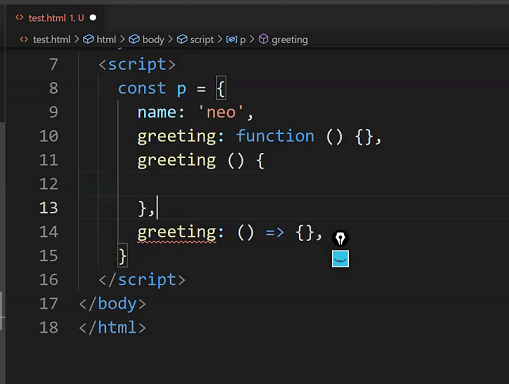 test.html 1, U
test.html > html > body > script > p > greeting
7 <script>
8 const p = {
9 name: 'neo',
10 greeting: function () {},
11 greeting () {
12
13 },
14 greeting: () => {},
15 }
16 </script>
17 </body>
18 </html>